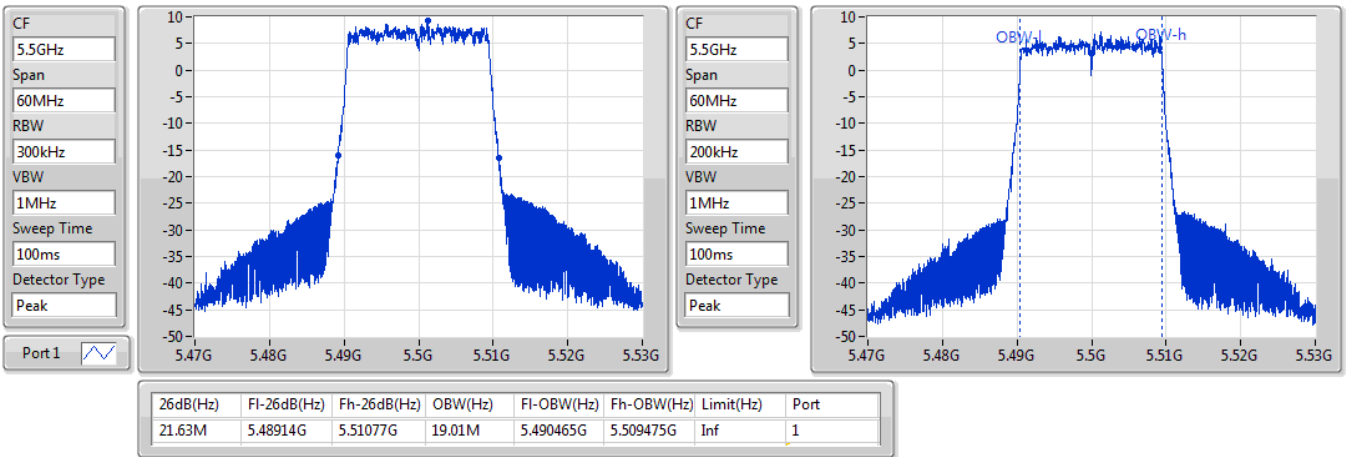 CF
5.5GHz
Span
60MHz
RBW
300kHz
VBW
1MHz
Sweep Time
100ms
Detector Type
Peak
Port 1
10
5
0
-5
-10
-15
-20
-25
-30
-35
-40
-45
-50
5.47G 5.48G 5.49G 5.5G 5.51G 5.52G 5.53G
CF
5.5GHz
Span
60MHz
RBW
200kHz
VBW
1MHz
Sweep Time
100ms
Detector Type
Peak
10
5
0
-5
-10
-15
-20
-25
-30
-35
-40
-45
-50
OBW-l OBW-h
5.47G 5.48G 5.49G 5.5G 5.51G 5.52G 5.53G
26dB(Hz) Fl-26dB(Hz) Fh-26dB(Hz) OBW(Hz) Fl-OBW(Hz) Fh-OBW(Hz) Limit(Hz) Port
21.63M 5.48914G 5.51077G 19.01M 5.490465G 5.509475G Inf 1